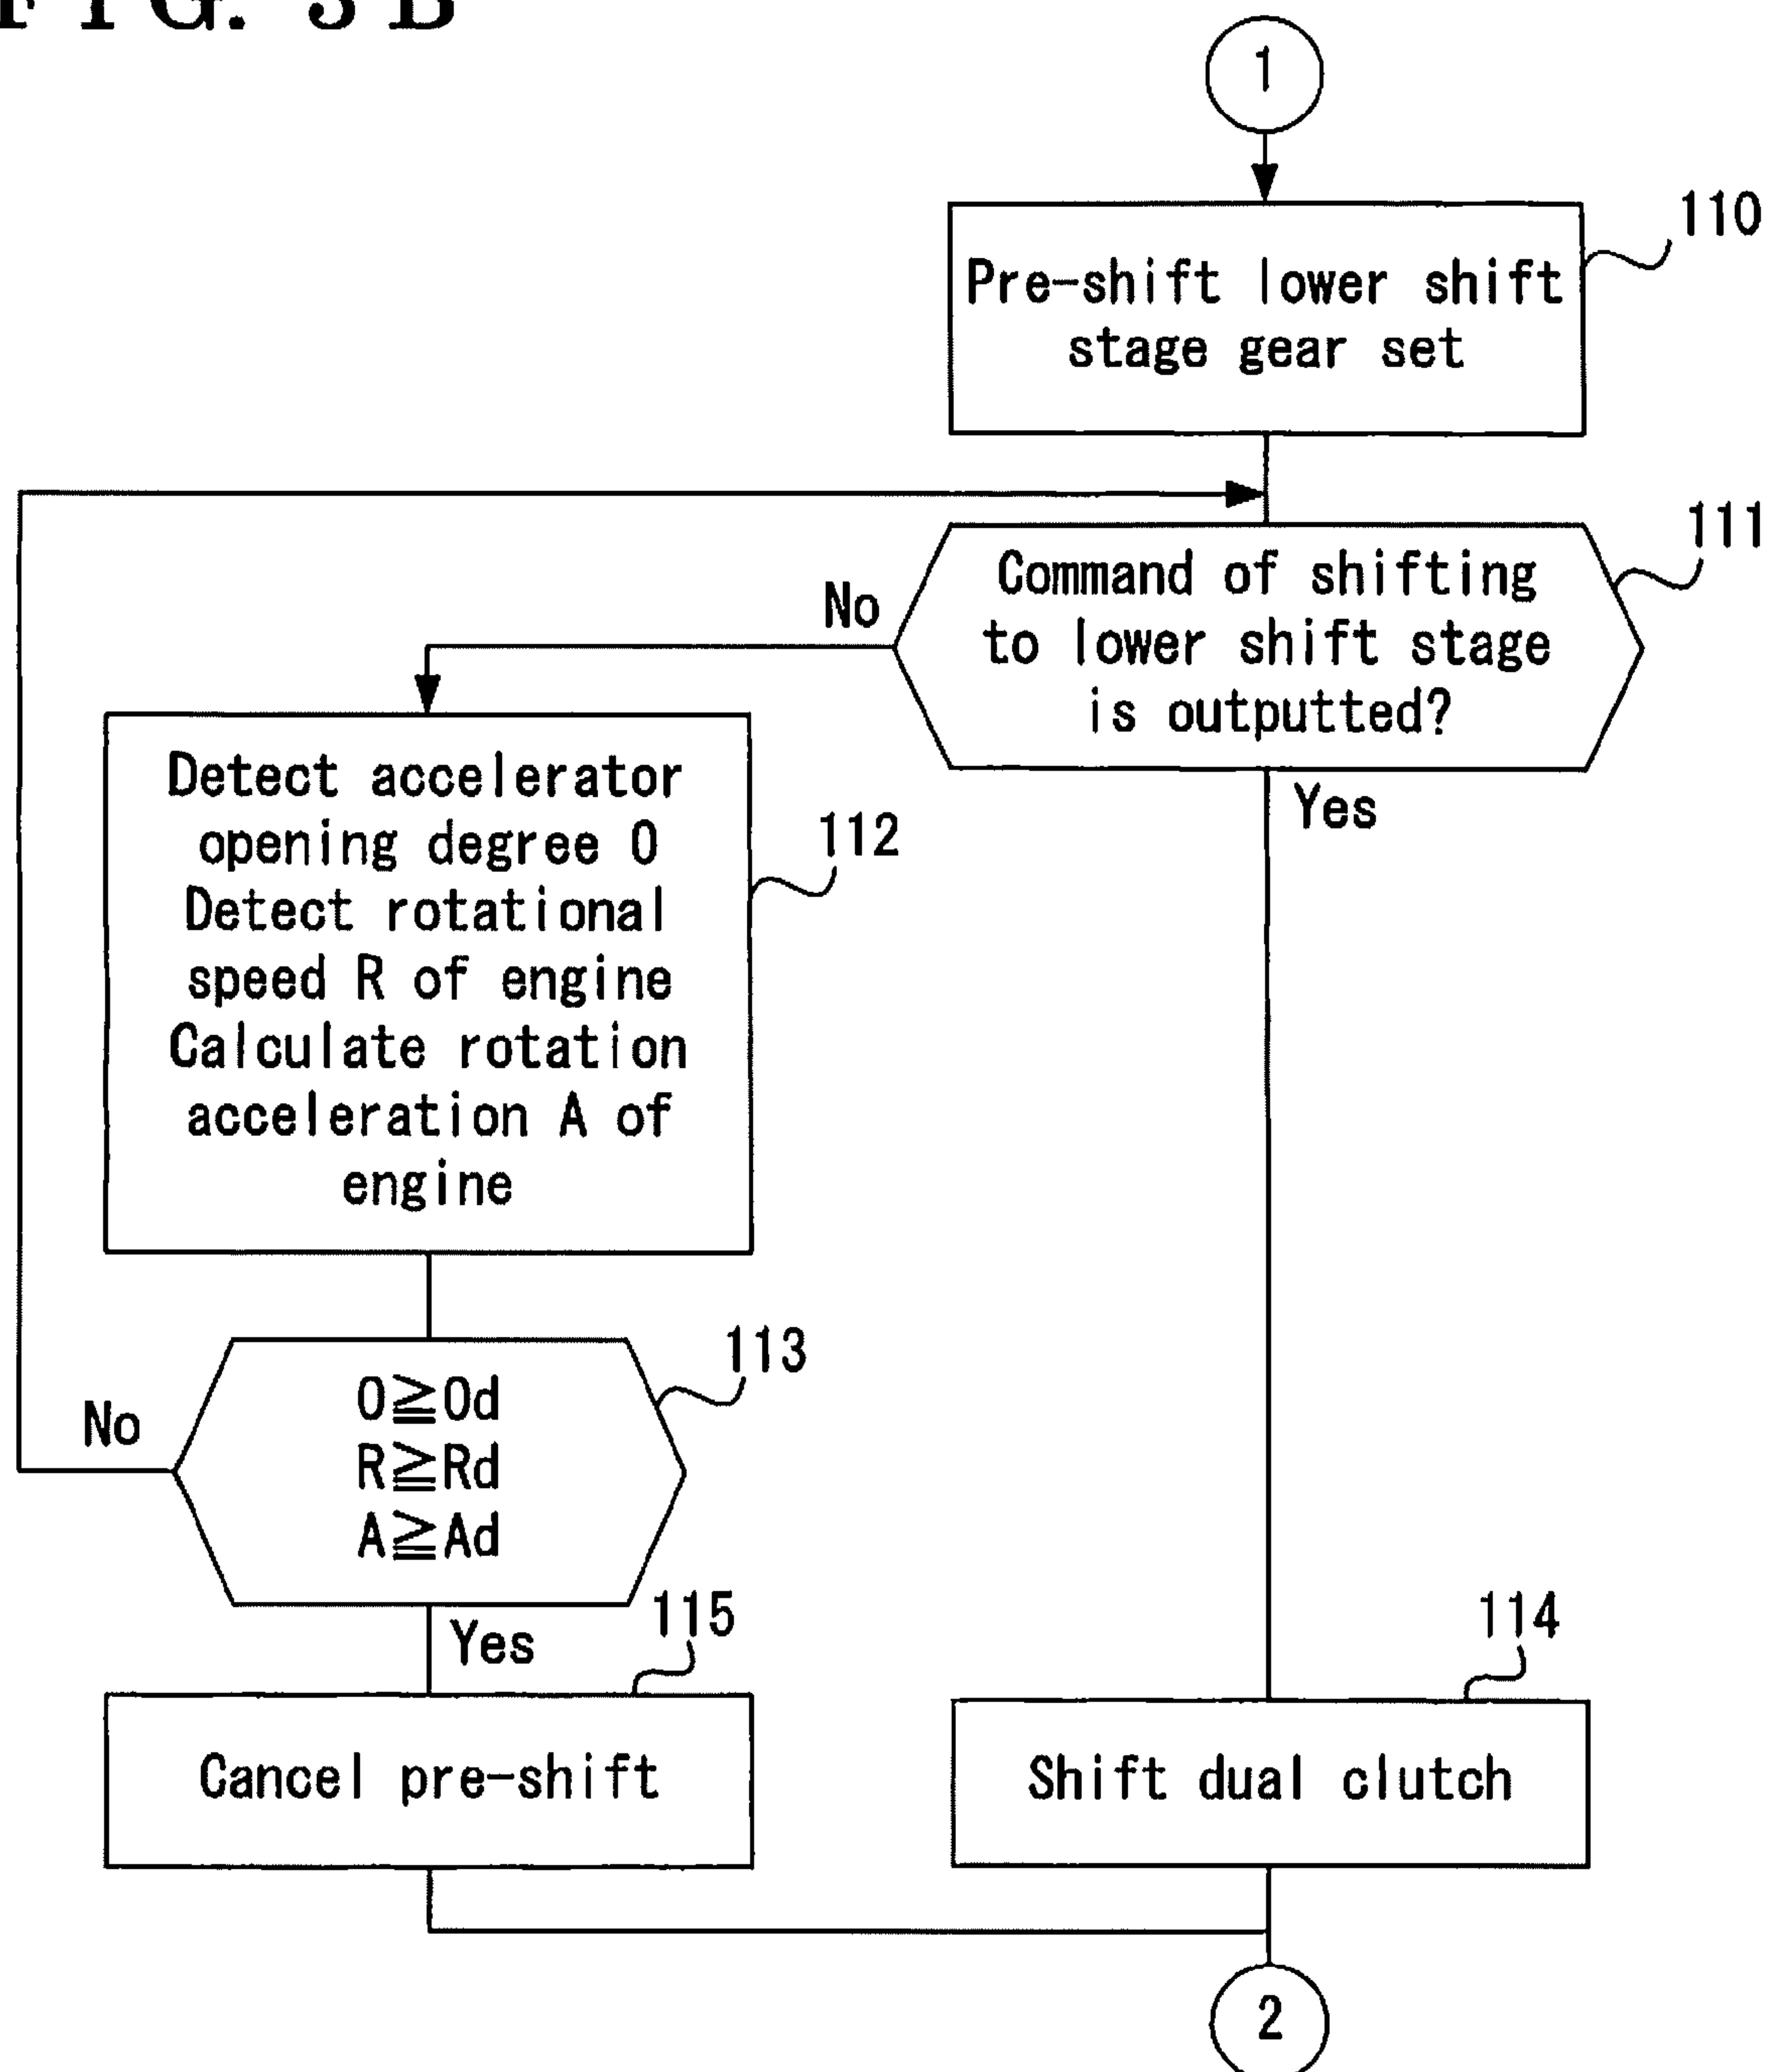 FIG. 3B
1
Pre-shift lower shift
stage gear set
110
Command of shifting
to lower shift stage
is outputted?
111
No
Yes
Detect accelerator
opening degree O
Detect rotational
speed R of engine
Calculate rotation
acceleration A of
engine
112
O≧Od
R≧Rd
A≧Ad
113
No
Yes
115
Cancel pre-shift
114
Shift dual clutch
2